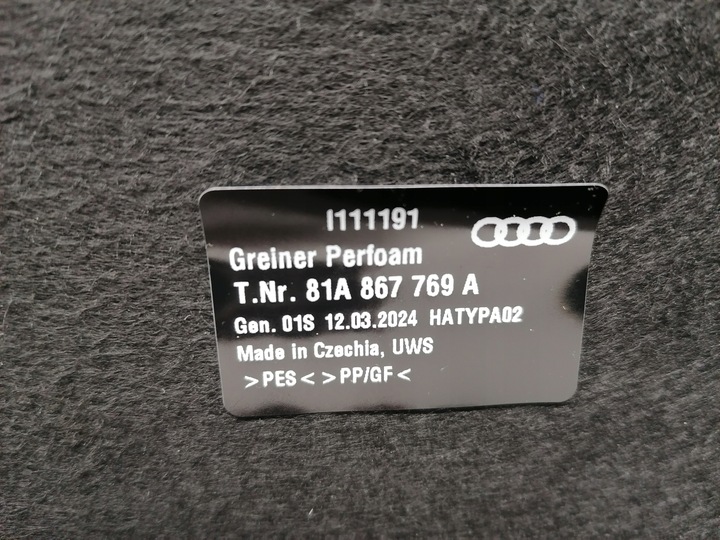 I111191
Greiner Perfoam
T.Nr. 81A 867 769 A
Gen. 01S 12.03.2024 HATYPA02
Made in Czechia, UWS
>PES< >PP/GF<